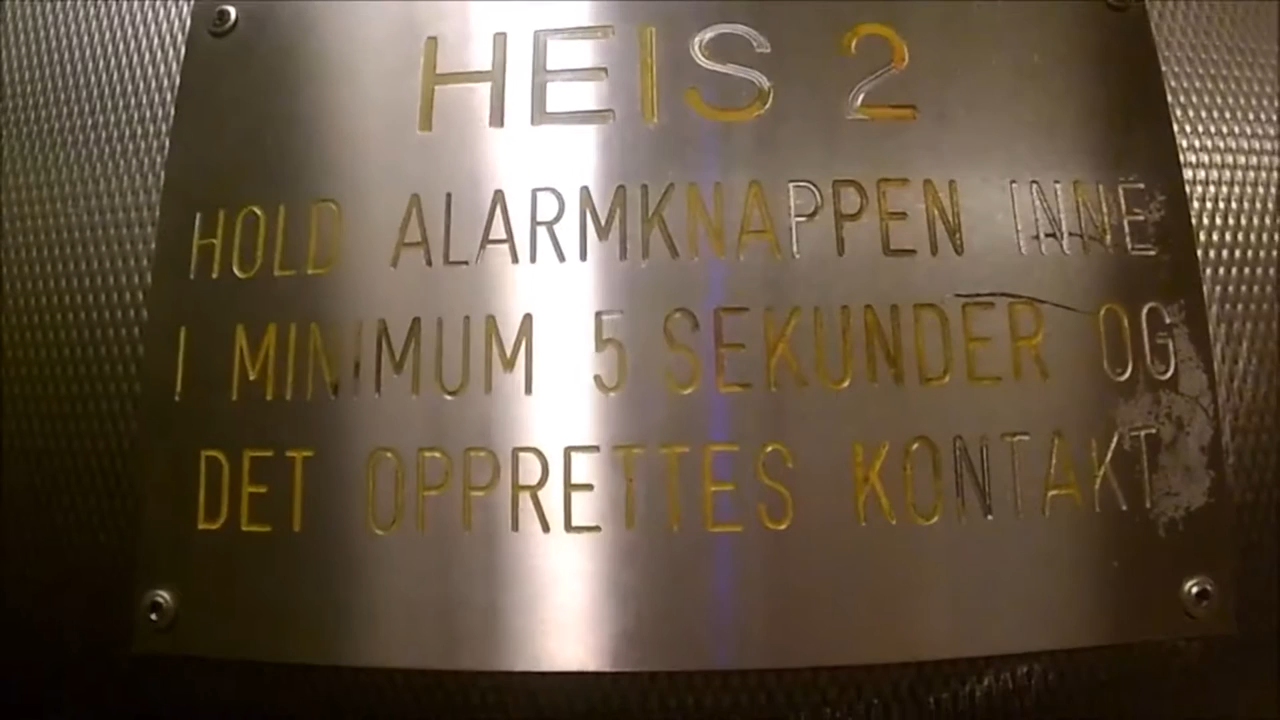 HEIS 2
HOLD ALARMKNAPPEN INNE
I MINIMUM 5 SEKUNDER OG
DET OPPRETTES KONTAKT